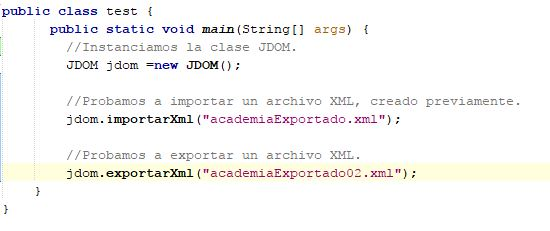 public class test {
public static void main(String[] args) {
//Instanciamos la clase JDOM.
JDOM jdom =new JDOM();
//Probamos a importar un archivo XML, creado previamente.
jdom.importarXml("academiaExportado.xml");
//Probamos a exportar un archivo XML.
jdom.exportarXml("academiaExportado02.xml");
}
}